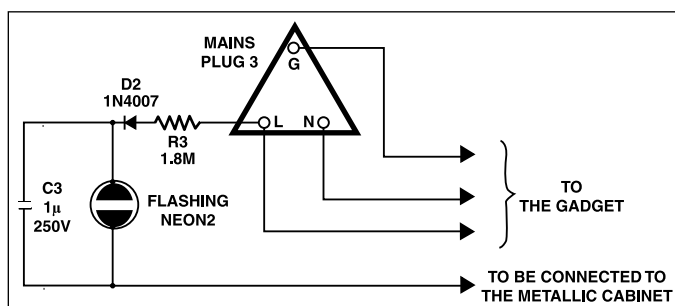 MAINS
PLUG 3
G
D2
1N4007
L
N
R3
1.8M
C3
1µ
250V
FLASHING
NEON2
TO
THE GADGET
TO BE CONNECTED TO
THE METALLIC CABINET